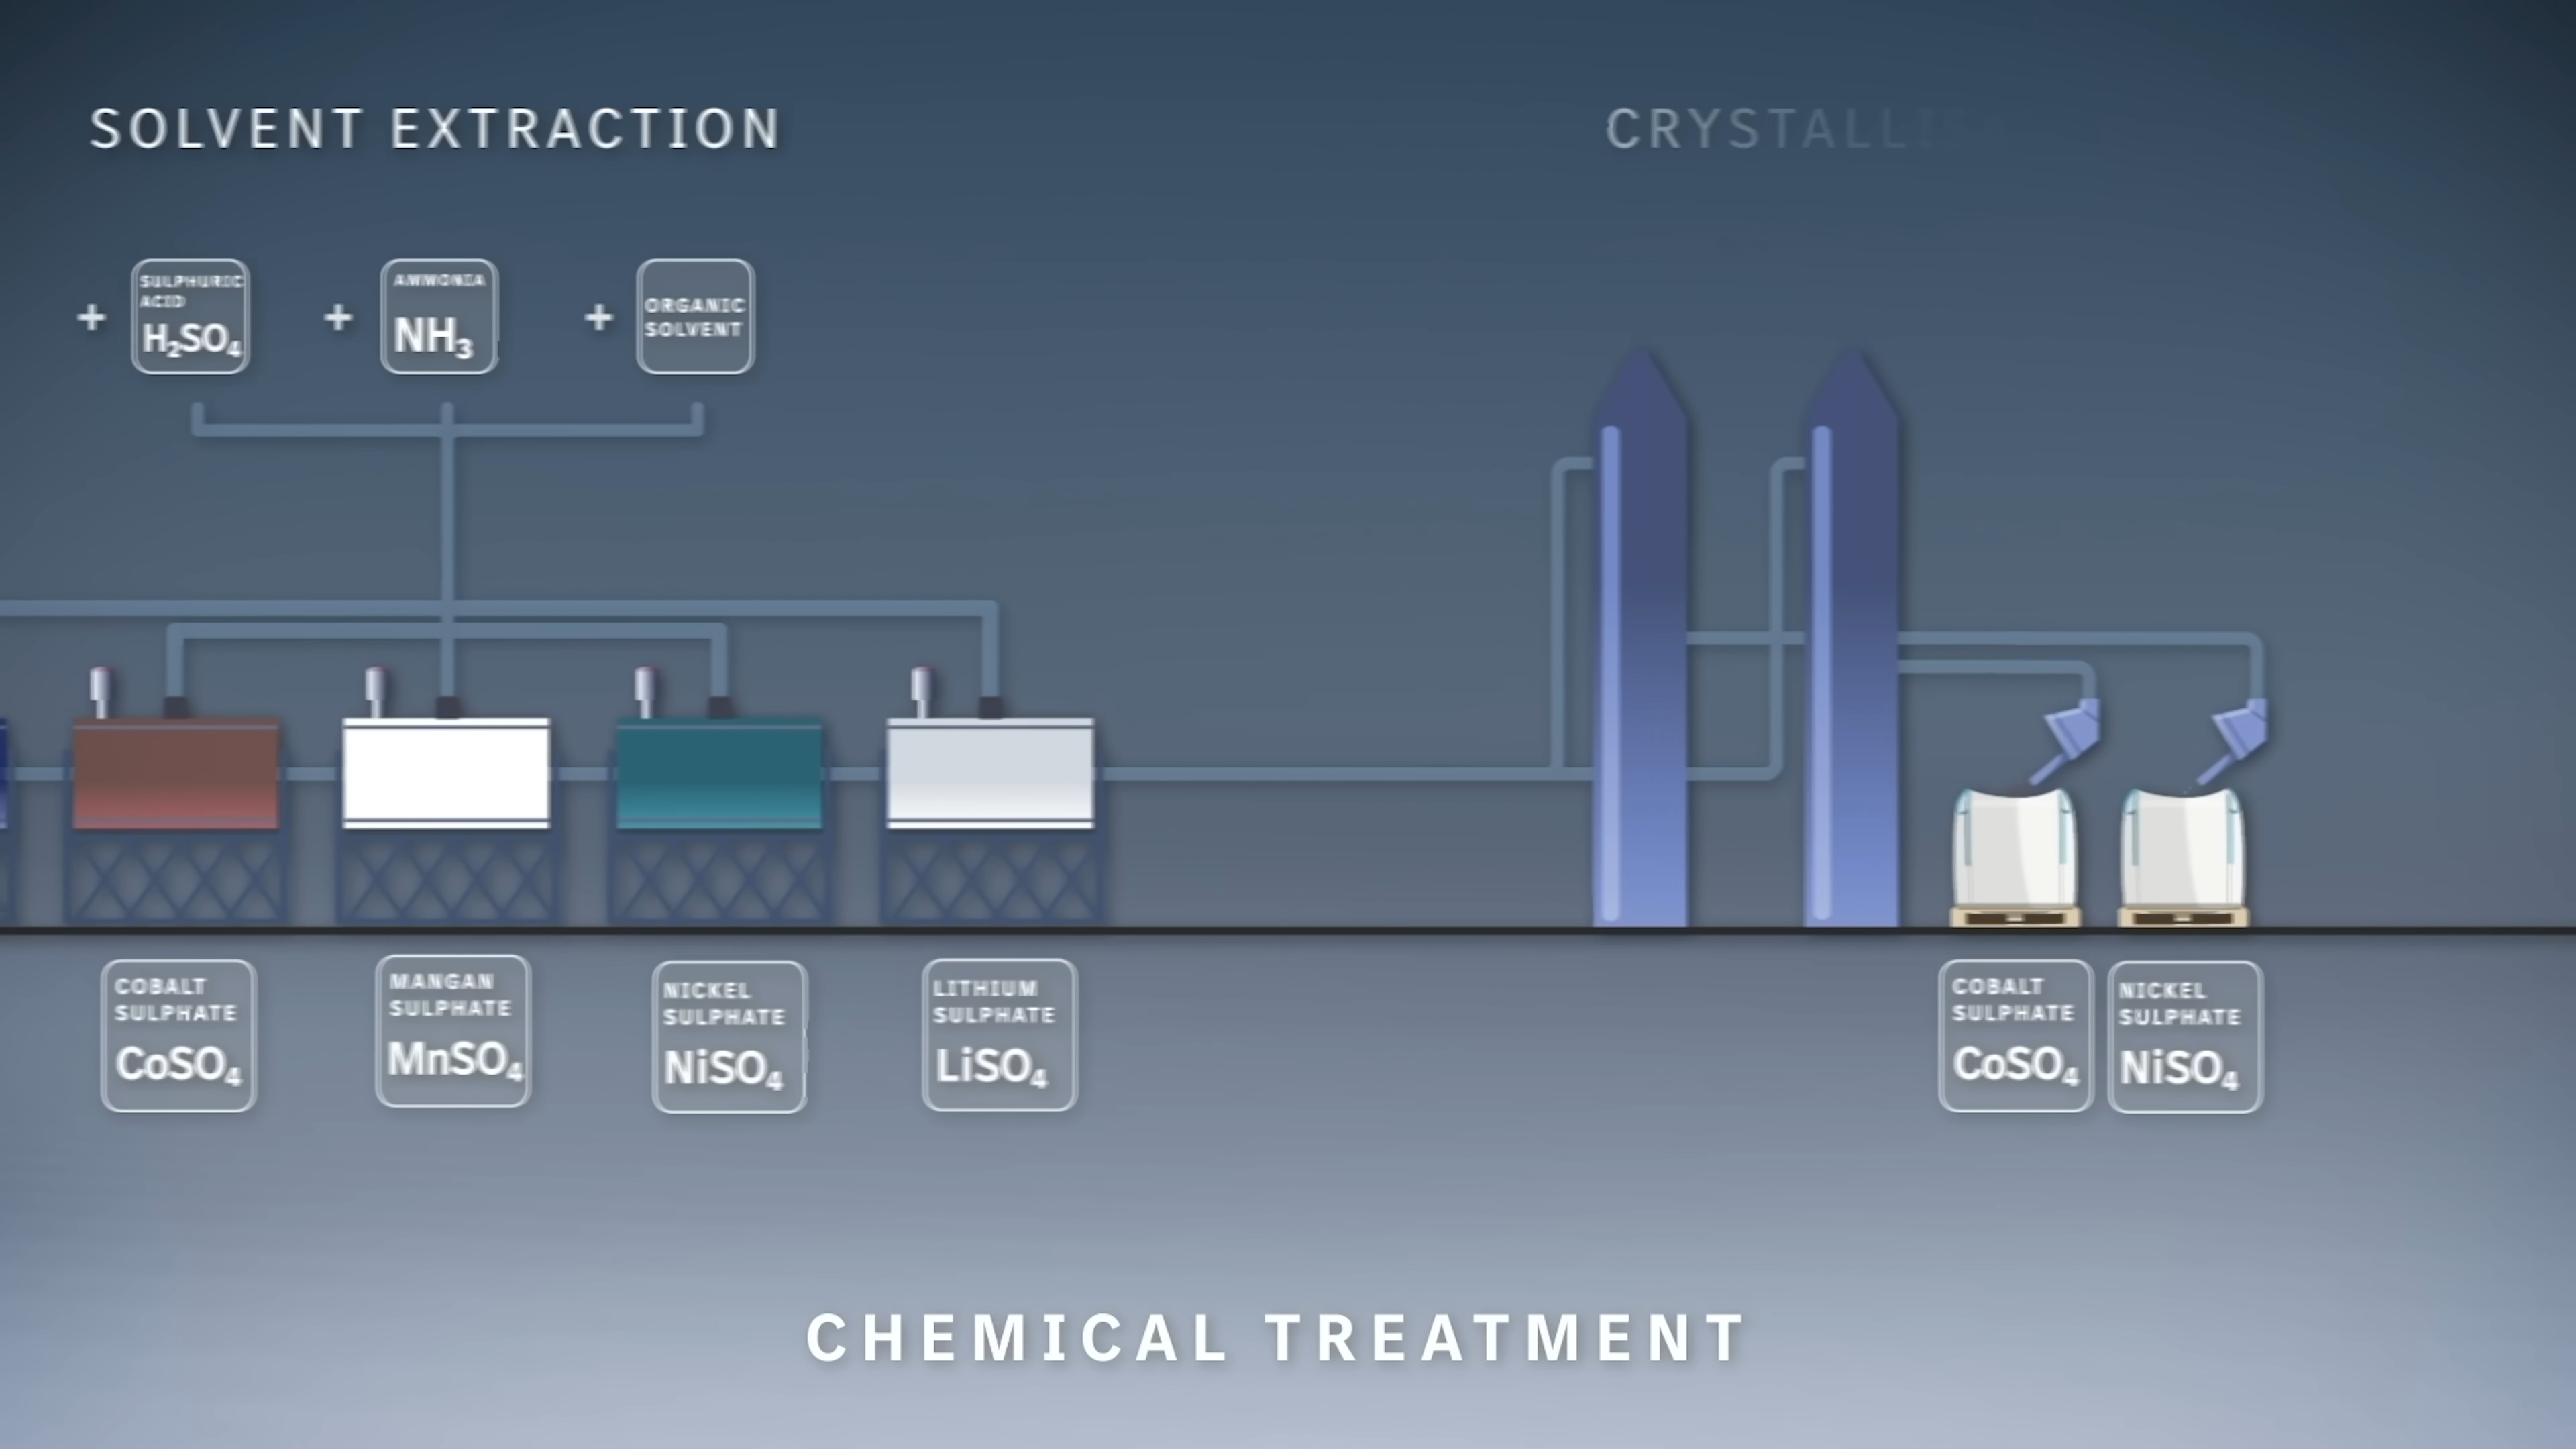 SOLVENT EXTRACTION
CRYSTALLIS
+ SULPHURIC
ACID
H₂SO₄
+ AMMONIA
NH₃
+ ORGANIC
SOLVENT
COBALT
SULPHATE
CoSO₄
MANGAN
SULPHATE
MnSO₄
NICKEL
SULPHATE
NiSO₄
LITHIUM
SULPHATE
LiSO₄
COBALT
SULPHATE
CoSO₄
NICKEL
SULPHATE
NiSO₄
CHEMICAL TREATMENT